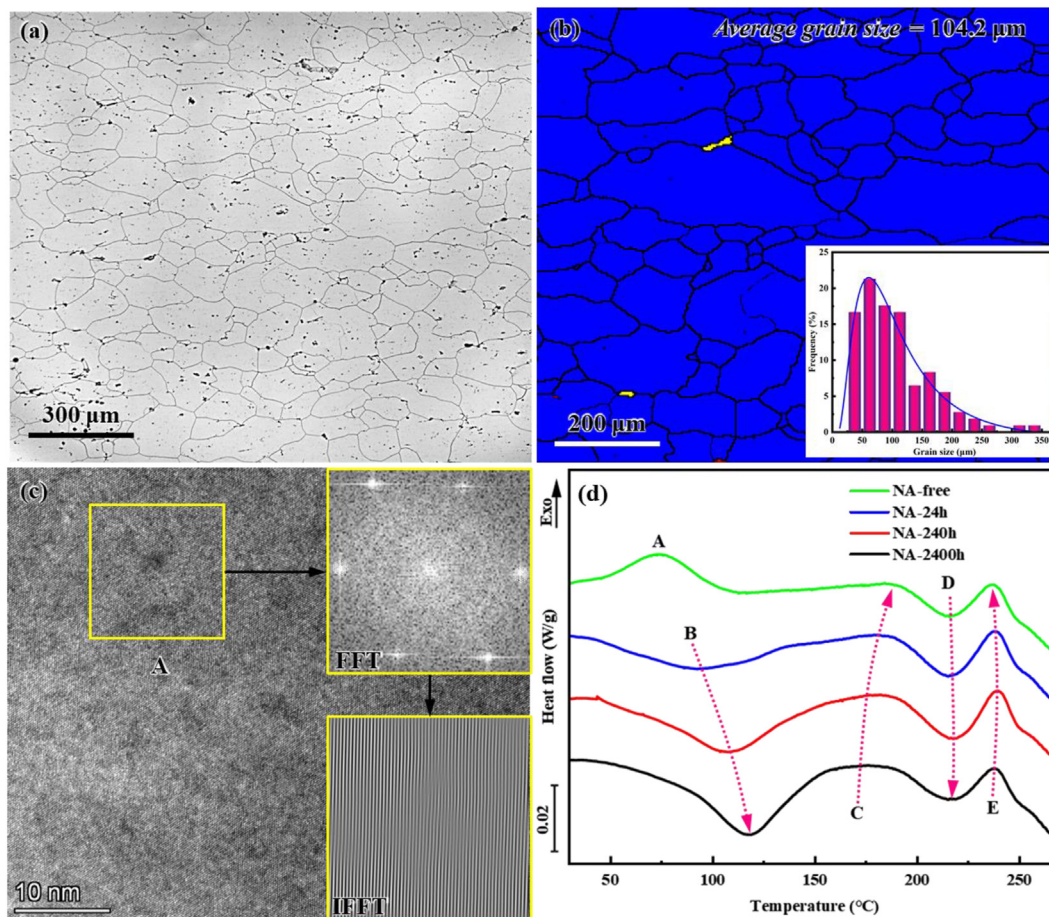 (a)
300 μm
(b)
Average grain size = 104.2 μm
200 μm
Frequency (%)
25
20
15
10
5
0
0 50 100 150 200 250 300 350
Grain size (μm)
(c)
A
FFT
IFFT
10 nm
(d)
Exo
NA-free
NA-24h
NA-240h
NA-2400h
A
B
C
D
E
Heat flow (W/g)
0.02
50 100 150 200 250
Temperature (°C)